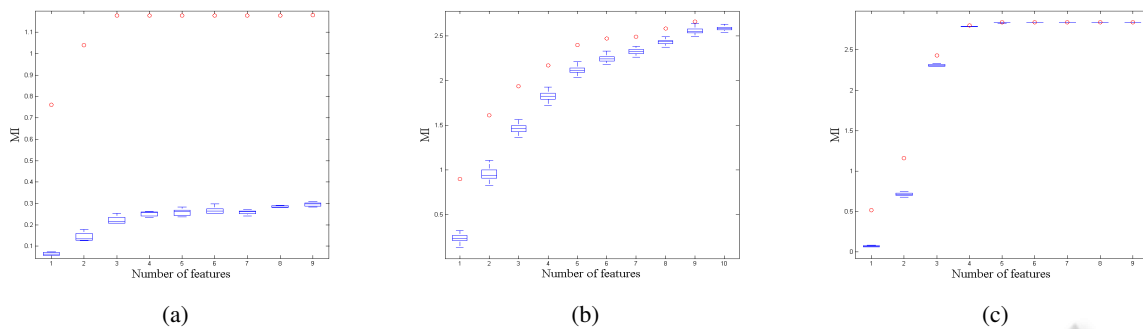 1.1
1
0.9
0.8
0.7
0.6
0.5
0.4
0.3
0.2
0.1
MI
1 2 3 4 5 6 7 8 9
Number of features
(a)
2.5
2
1.5
1
0.5
MI
1 2 3 4 5 6 7 8 9 10
Number of features
(b)
2.5
2
1.5
1
0.5
0
MI
1 2 3 4 5 6 7 8 9
Number of features
(c)